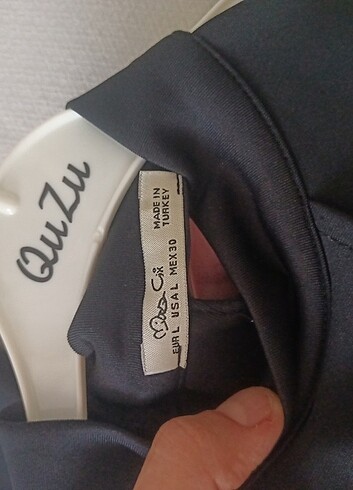 QuZu
MADE IN
TURKEY
EUR L USA L MEX 30